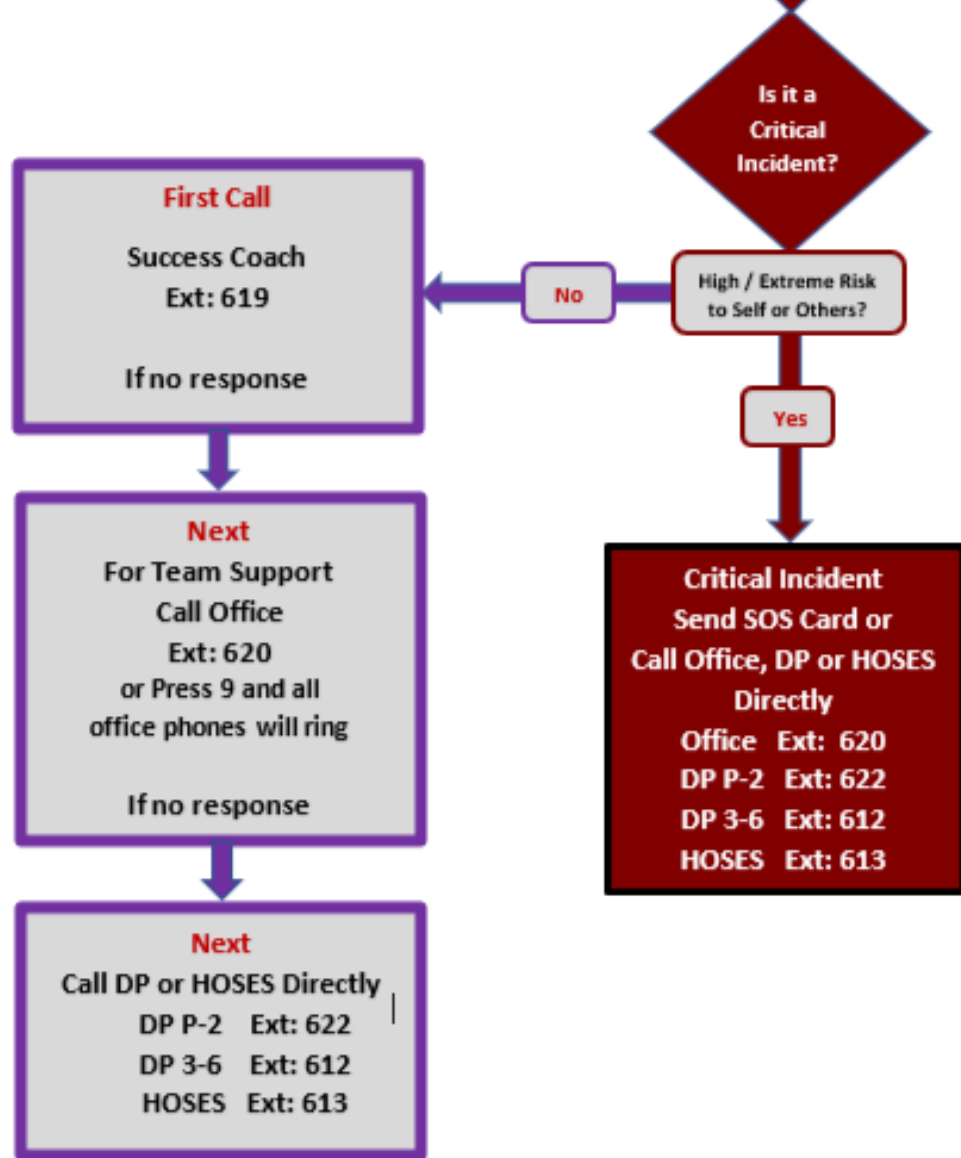 Is it a
Critical
Incident?
High / Extreme Risk
to Self or Others?
No
Yes
First Call
Success Coach
Ext: 619
If no response
Next
For Team Support
Call Office
Ext: 620
or Press 9 and all
office phones will ring
If no response
Next
Call DP or HOSES Directly
DP P-2 Ext: 622
DP 3-6 Ext: 612
HOSES Ext: 613
Critical Incident
Send SOS Card or
Call Office, DP or HOSES
Directly
Office Ext: 620
DP P-2 Ext: 622
DP 3-6 Ext: 612
HOSES Ext: 613